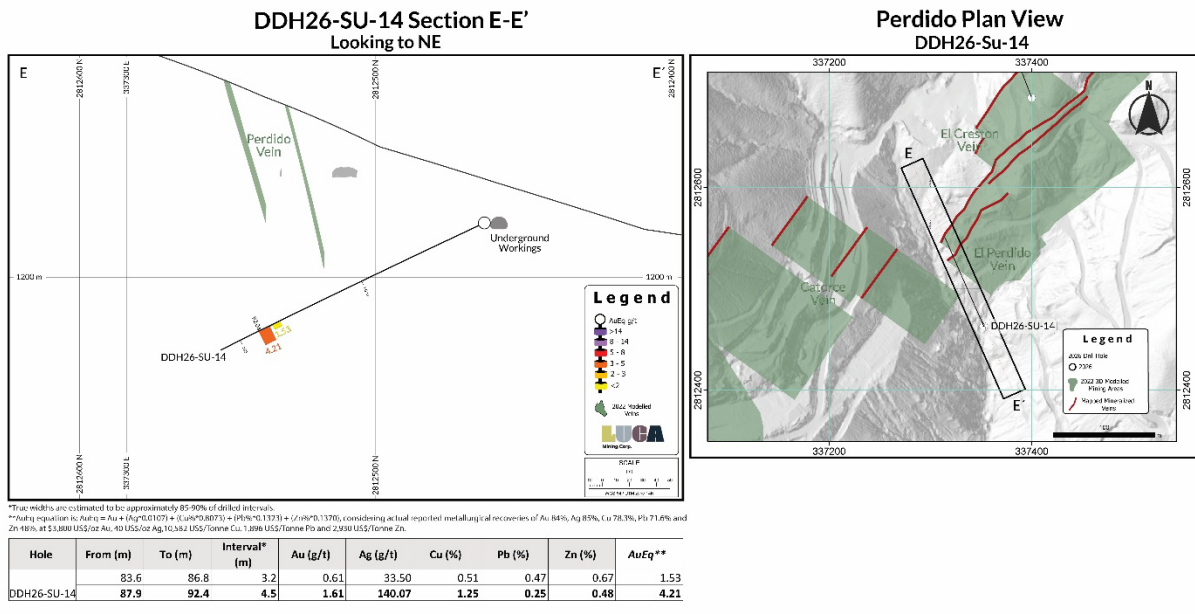 DDH26-SU-14 Section E-E'
Looking to NE
E
E'
2812600 N
337300 E
2812500 N
2812400 N
Perdido
Vein
Underground
Workings
1200 m
1200 m
1.53
4.21
DDH26-SU-14
2812600 N
337300 E
2812500 N
Legend
AuEq g/t
>14
8 - 14
5 - 8
3 - 5
2 - 3
<2
2022 Modelled
Veins
LUCA
Mining Corp.
SCALE
Perdido Plan View
DDH26-Su-14
337200
337400
N
El Creston
Vein
E
2812600
2812600
El Perdido
Vein
Catorce
Vein
DDH26-SU-14
2812400
2812400
E'
Legend
2026 Drill Hole
2026
2022 3D Modelled
Mining Areas
Mapped Mineralized
Veins
100
337200
337400
*True widths are estimated to be approximately 85-90% of drilled intervals.
**AuEq equation is: AuEq = Au + (Ag*0.0107) + (Cu%*0.8073) + (Pb%*0.1323) + (Zn%*0.1370), considering actual reported metallurgical recoveries of Au 84%, Ag 85%, Cu 78.3%, Pb 71.6% and
Zn 48%. at $3,800 US$/oz Au, 40 US$/oz Ag,10,582 US$/Tonne Cu, 1,896 US$/Tonne Pb and 2,930 US$/Tonne Zn.
Hole From (m) To (m) Interval* (m) Au (g/t) Ag (g/t) Cu (%) Pb (%) Zn (%) AuEq**
83.6 86.8 3.2 0.61 33.50 0.51 0.47 0.67 1.53
DDH26-SU-14 87.9 92.4 4.5 1.61 140.07 1.25 0.25 0.48 4.21